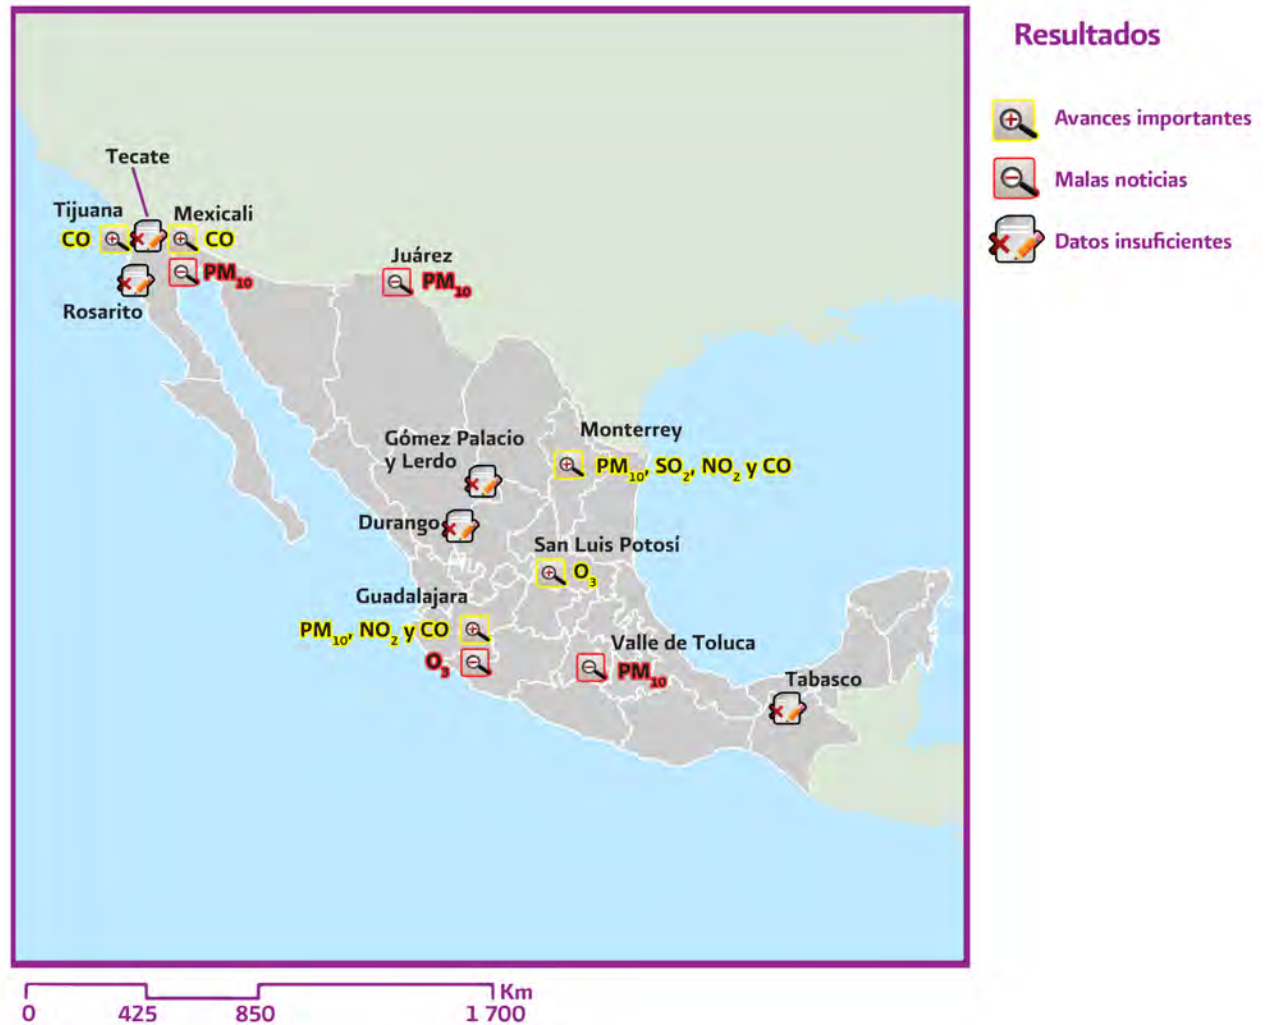 Resultados
Avances importantes
Malas noticias
Datos insuficientes
Tecate
Tijuana
Mexicali
CO
CO
PM10
Rosarito
Juárez
PM10
Monterrey
PM10, SO2, NO2 y CO
Gómez Palacio
y Lerdo
Durango
San Luis Potosí
O3
Guadalajara
PM10, NO2 y CO
O3
Valle de Toluca
PM10
Tabasco
Km
0
425
850
1 700